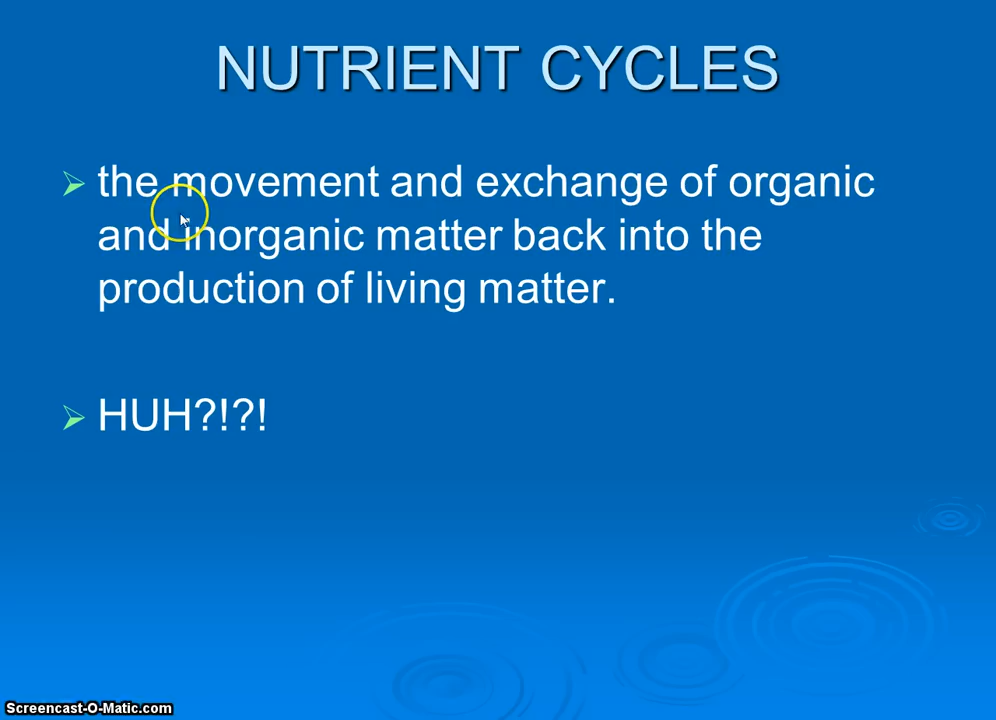 NUTRIENT CYCLES
the movement and exchange of organic
and inorganic matter back into the
production of living matter.
HUH?!?!
Screencast-O-Matic.com